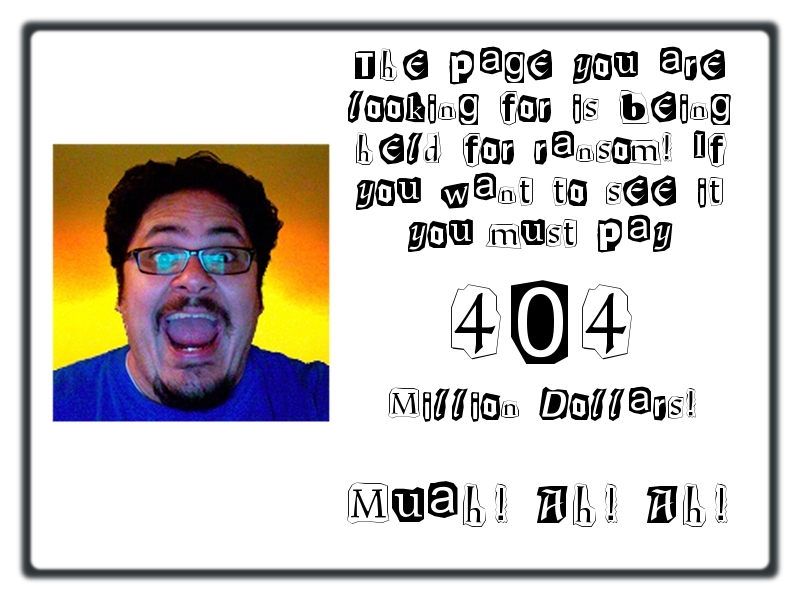 The page you are
looking for is being
held for ransom! If
you want to see it
you must pay
404
Million Dollars!
Muah! Ah! Ah!